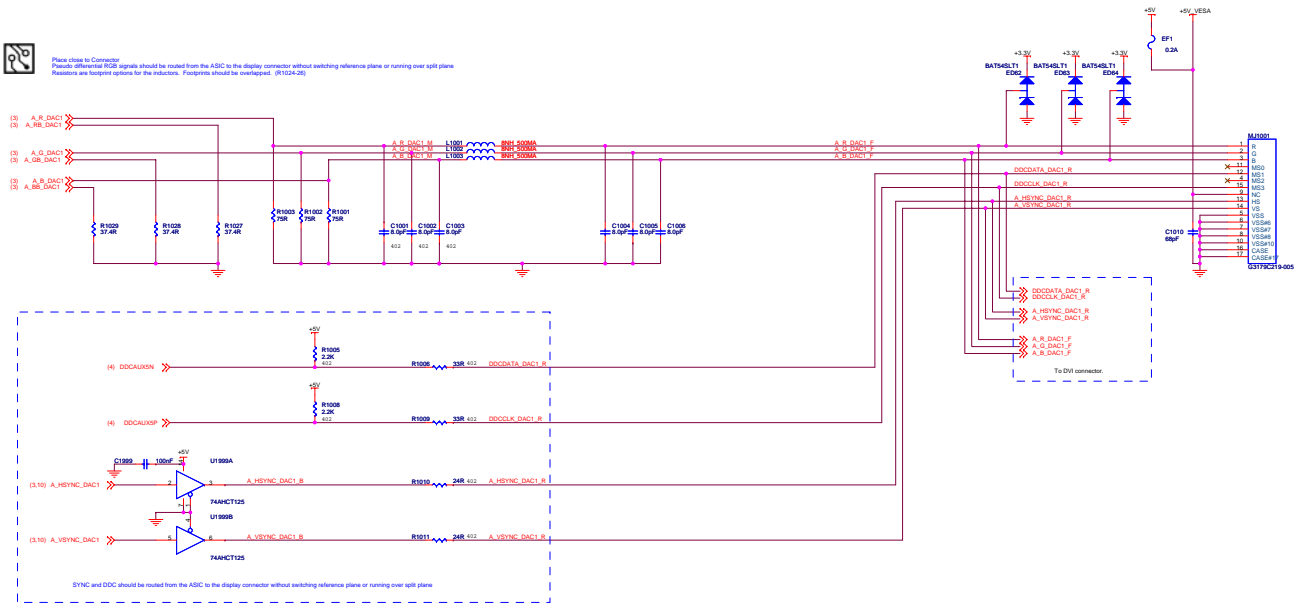 +5V
+5V_VESA
EF1
0.2A
Place close to Connector
Pseudo differential RGB signals should be routed from the ASIC to the display connector without switching reference plane or running over split plane
Resistors are footprint options for the inductors. Footprints should be overlapped. (R1024-26)
+3.3V
+3.3V
+3.3V
BAT54SLT1
ED62
BAT54SLT1
ED63
BAT54SLT1
ED64
(3) A_R_DAC1
(3) A_RB_DAC1
(3) A_G_DAC1
(3) A_GB_DAC1
(3) A_B_DAC1
(3) A_BB_DAC1
A_R_DAC1_M L1001 8NH_500MA A_R_DAC1_F
A_G_DAC1_M L1002 8NH_500MA A_G_DAC1_F
A_B_DAC1_M L1003 8NH_500MA A_B_DAC1_F
DDCDATA_DAC1_R
DDCCLK_DAC1_R
A_HSYNC_DAC1_R
A_VSYNC_DAC1_R
MJ1001
1 R
2 G
3 B
11 MS0
12 MS1
4 MS2
15 MS3
9 NC
13 HS
14 VS
5 VSS
6 VSS#6
7 VSS#7
8 VSS#8
10 VSS#10
16 CASE
17 CASE#17
G3179C219-005
R1029
37.4R
R1028
37.4R
R1027
37.4R
R1003
75R
R1002
75R
R1001
75R
C1001
8.0pF
402
C1002
8.0pF
C1003
8.0pF
402
C1004
8.0pF
C1005
8.0pF
C1006
8.0pF
C1010
68pF
DDCDATA_DAC1_R
DDCCLK_DAC1_R
A_HSYNC_DAC1_R
A_VSYNC_DAC1_R
A_R_DAC1_F
A_G_DAC1_F
A_B_DAC1_F
To DVI connector.
+5V
R1005
2.2K
402
(4) DDCAUX5N
R1006 33R 402 DDCDATA_DAC1_R
+5V
R1008
2.2K
402
(4) DDCAUX5P
R1009 33R 402 DDCCLK_DAC1_R
+5V
C1999 100nF
14
U1999A
(3,10) A_HSYNC_DAC1 2 3 A_HSYNC_DAC1_B R1010 24R 402 A_HSYNC_DAC1_R
74AHCT125
7
1
U1999B
4
(3,10) A_VSYNC_DAC1 5 6 A_VSYNC_DAC1_B R1011 24R 402 A_VSYNC_DAC1_R
74AHCT125
SYNC and DDC should be routed from the ASIC to the display connector without switching reference plane or running over split plane